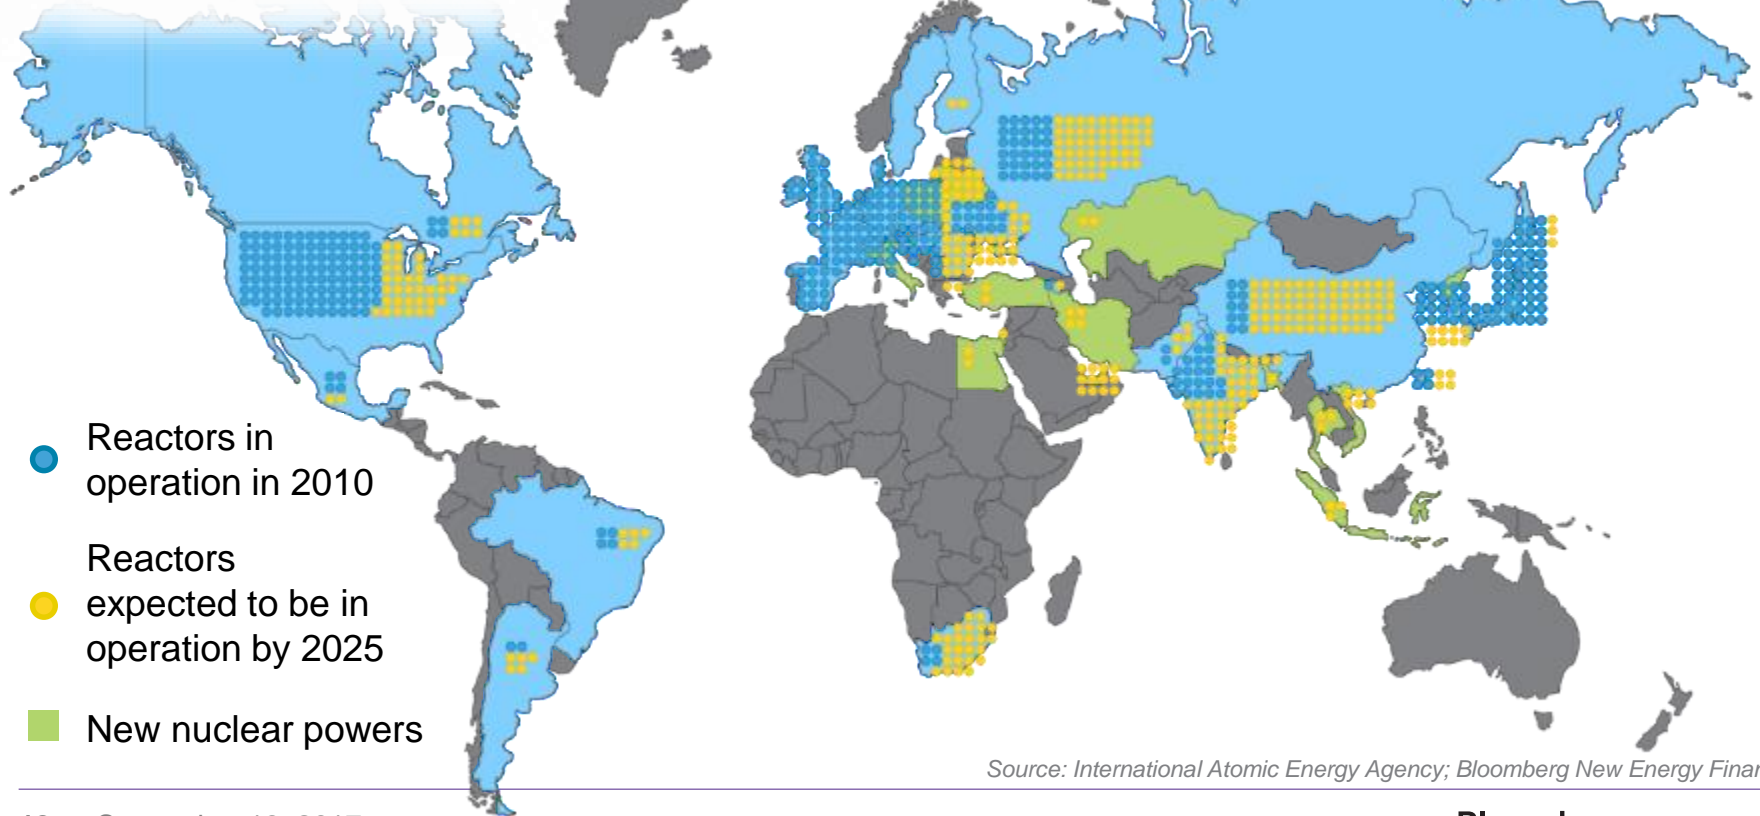 Reactors in
operation in 2010
Reactors
expected to be in
operation by 2025
New nuclear powers
Source: International Atomic Energy Agency; Bloomberg New Energy